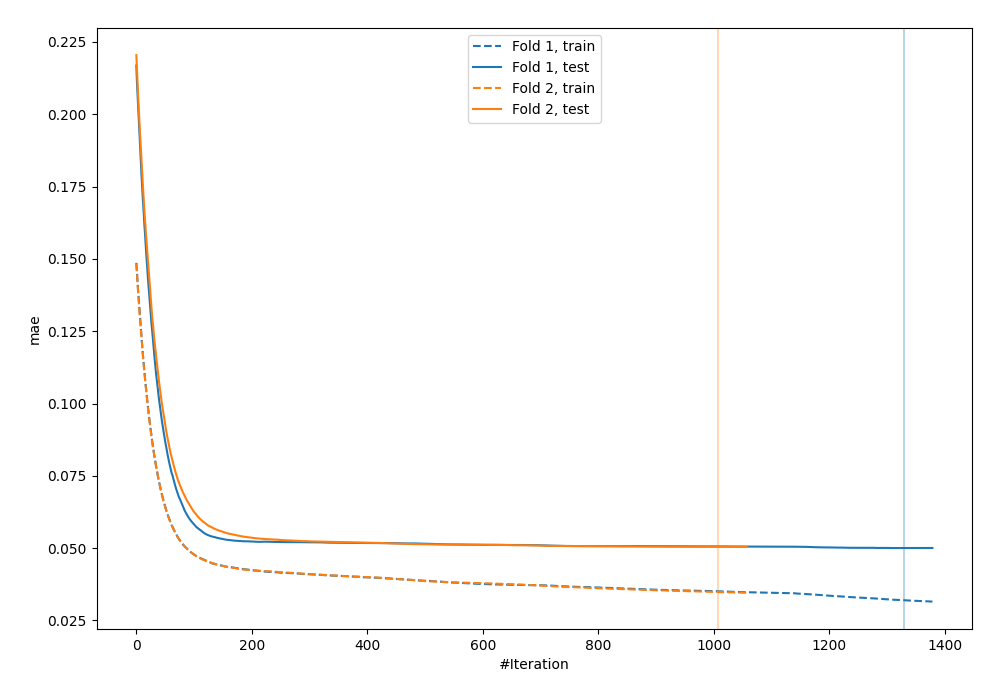 0.225
0.200
0.175
0.150
0.125
0.100
0.075
0.050
0.025
mae
Fold 1, train
Fold 1, test
Fold 2, train
Fold 2, test
0 200 400 600 800 1000 1200 1400
#Iteration